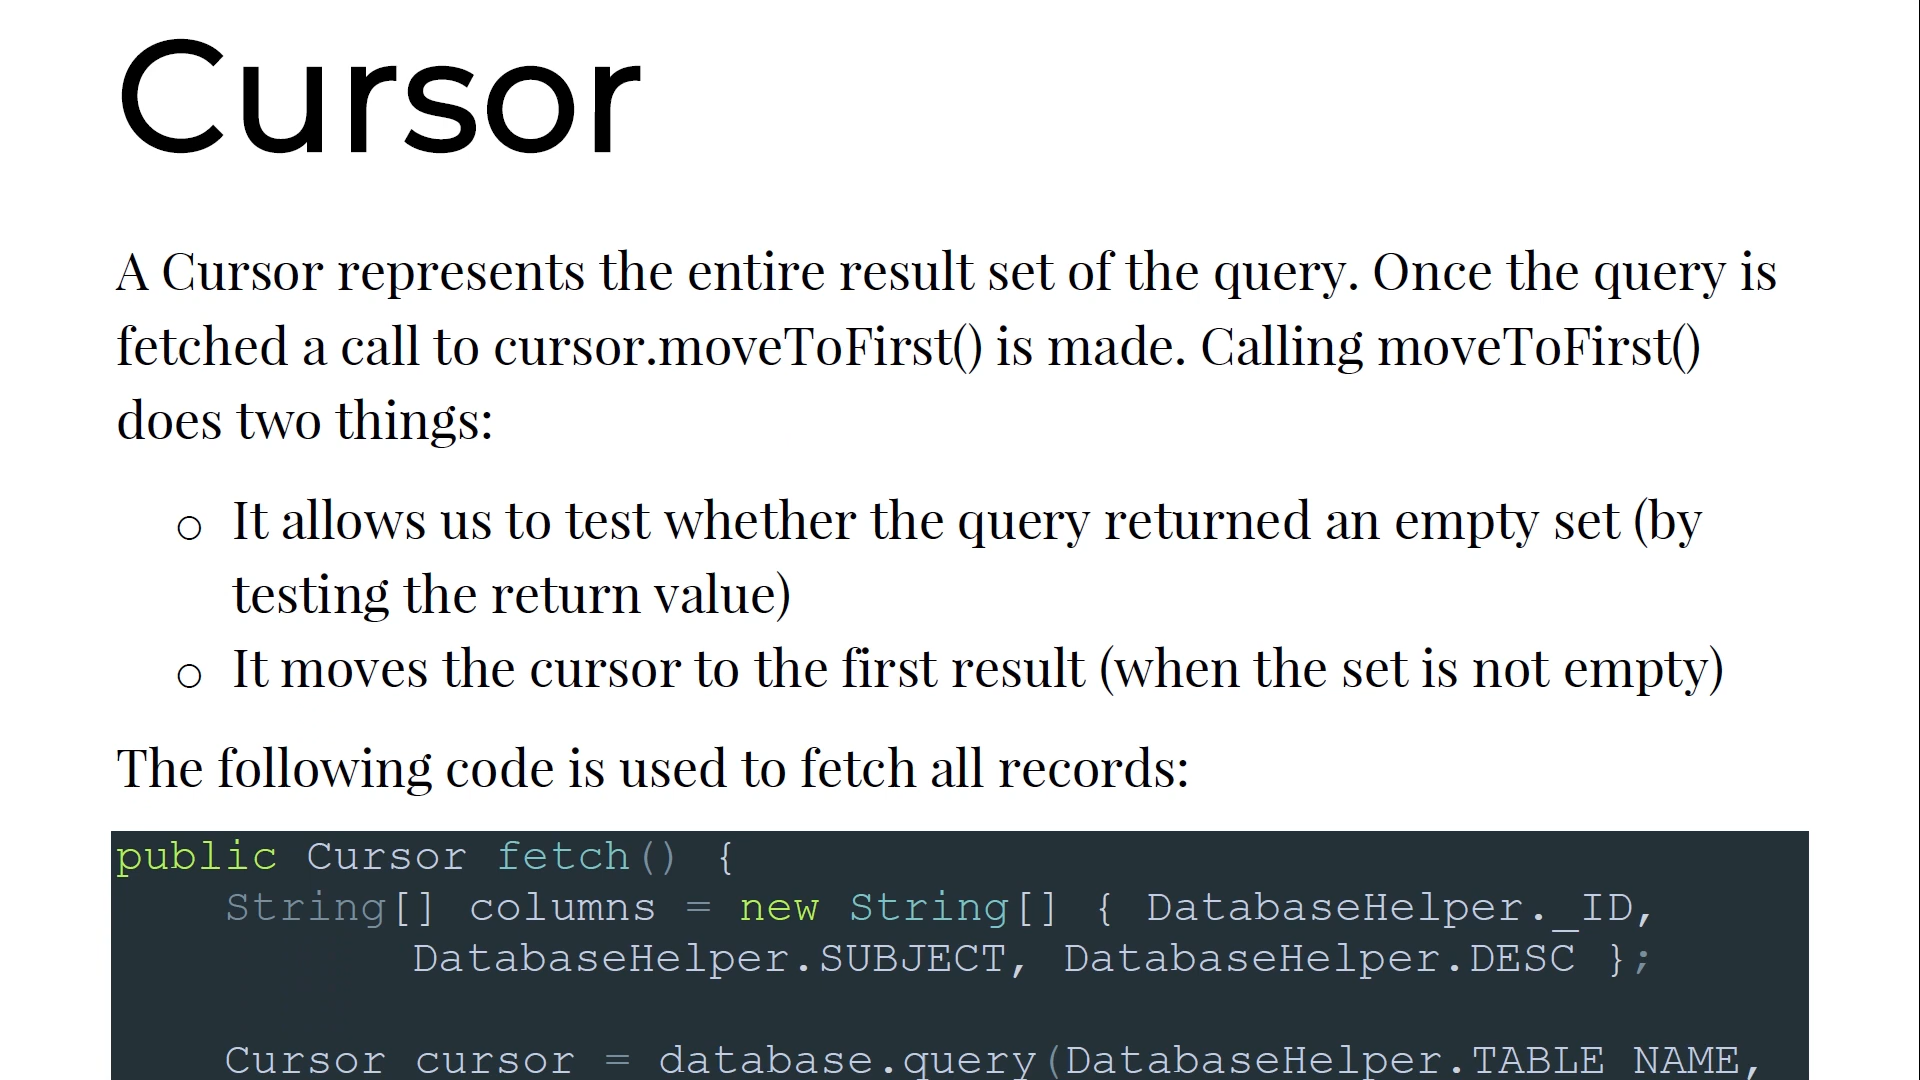 Cursor
A Cursor represents the entire result set of the query. Once the query is
fetched a call to cursor.moveToFirst() is made. Calling moveToFirst()
does two things:
○ It allows us to test whether the query returned an empty set (by
testing the return value)
○ It moves the cursor to the first result (when the set is not empty)
The following code is used to fetch all records:
public Cursor fetch() {
String[] columns = new String[] { DatabaseHelper._ID,
DatabaseHelper.SUBJECT, DatabaseHelper.DESC };
Cursor cursor = database.query(DatabaseHelper.TABLE_NAME,